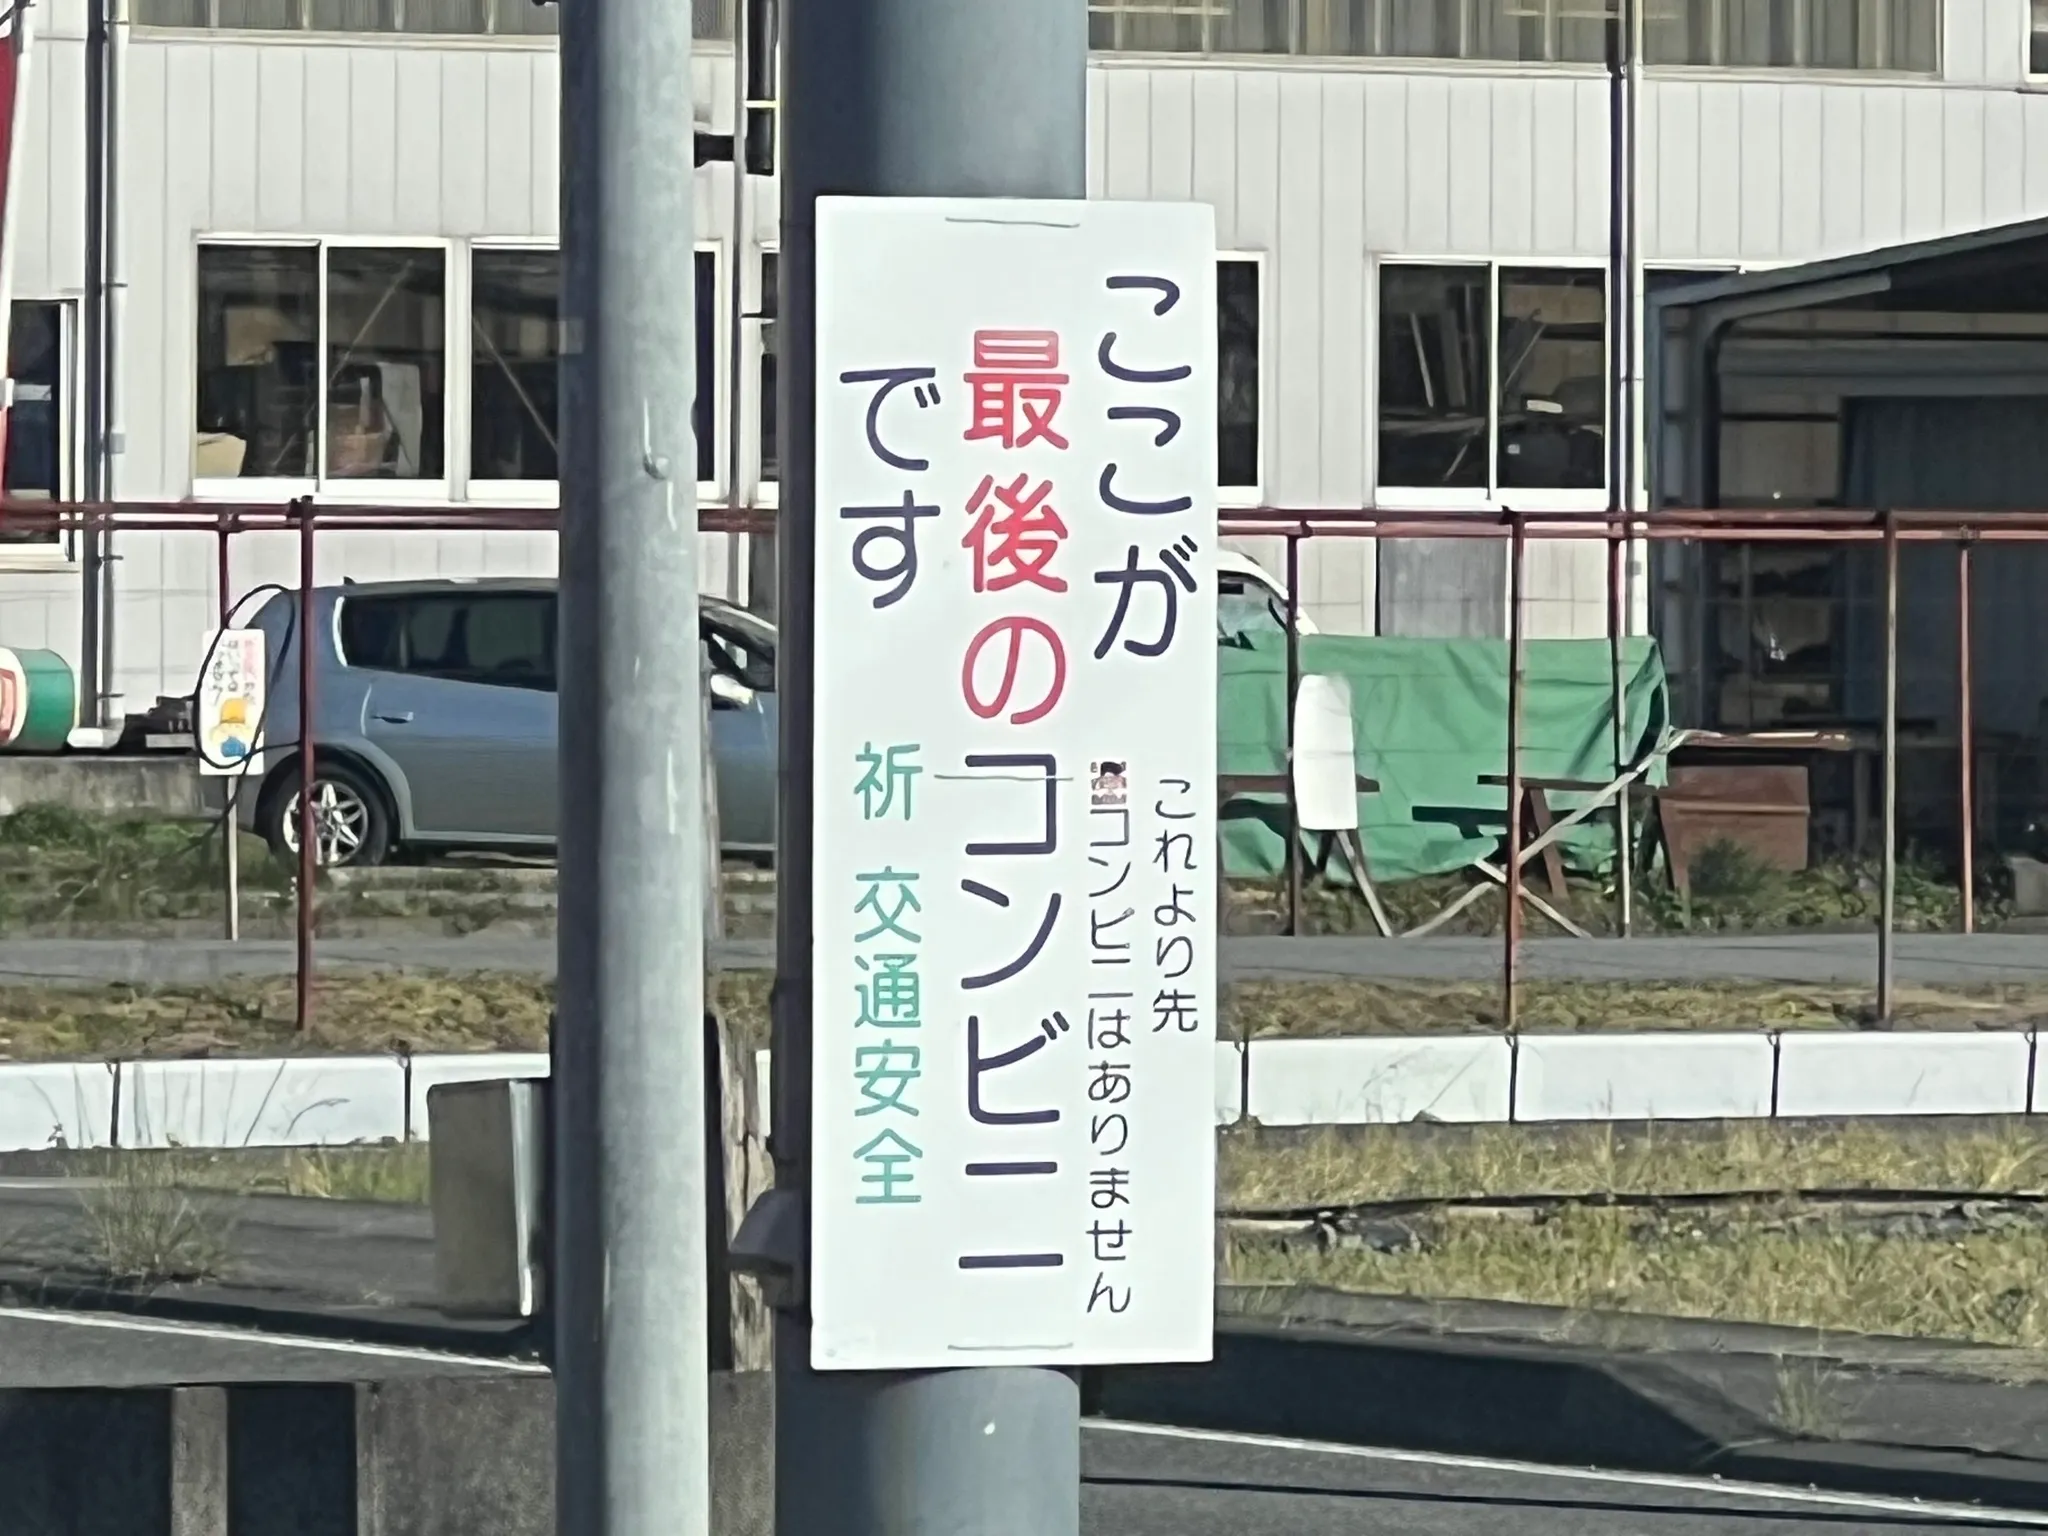 ここが
これより先
コンビニはありません
最後のコンビニ
です
祈 交通安全